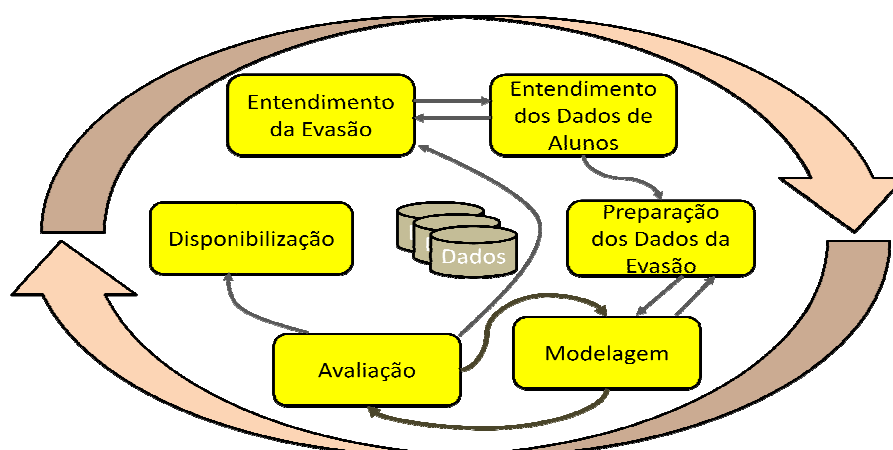 Entendimento
da Evasão
Entendimento
dos Dados de
Alunos
Preparação
dos Dados da
Evasão
Disponibilização
Dados
Modelagem
Avaliação